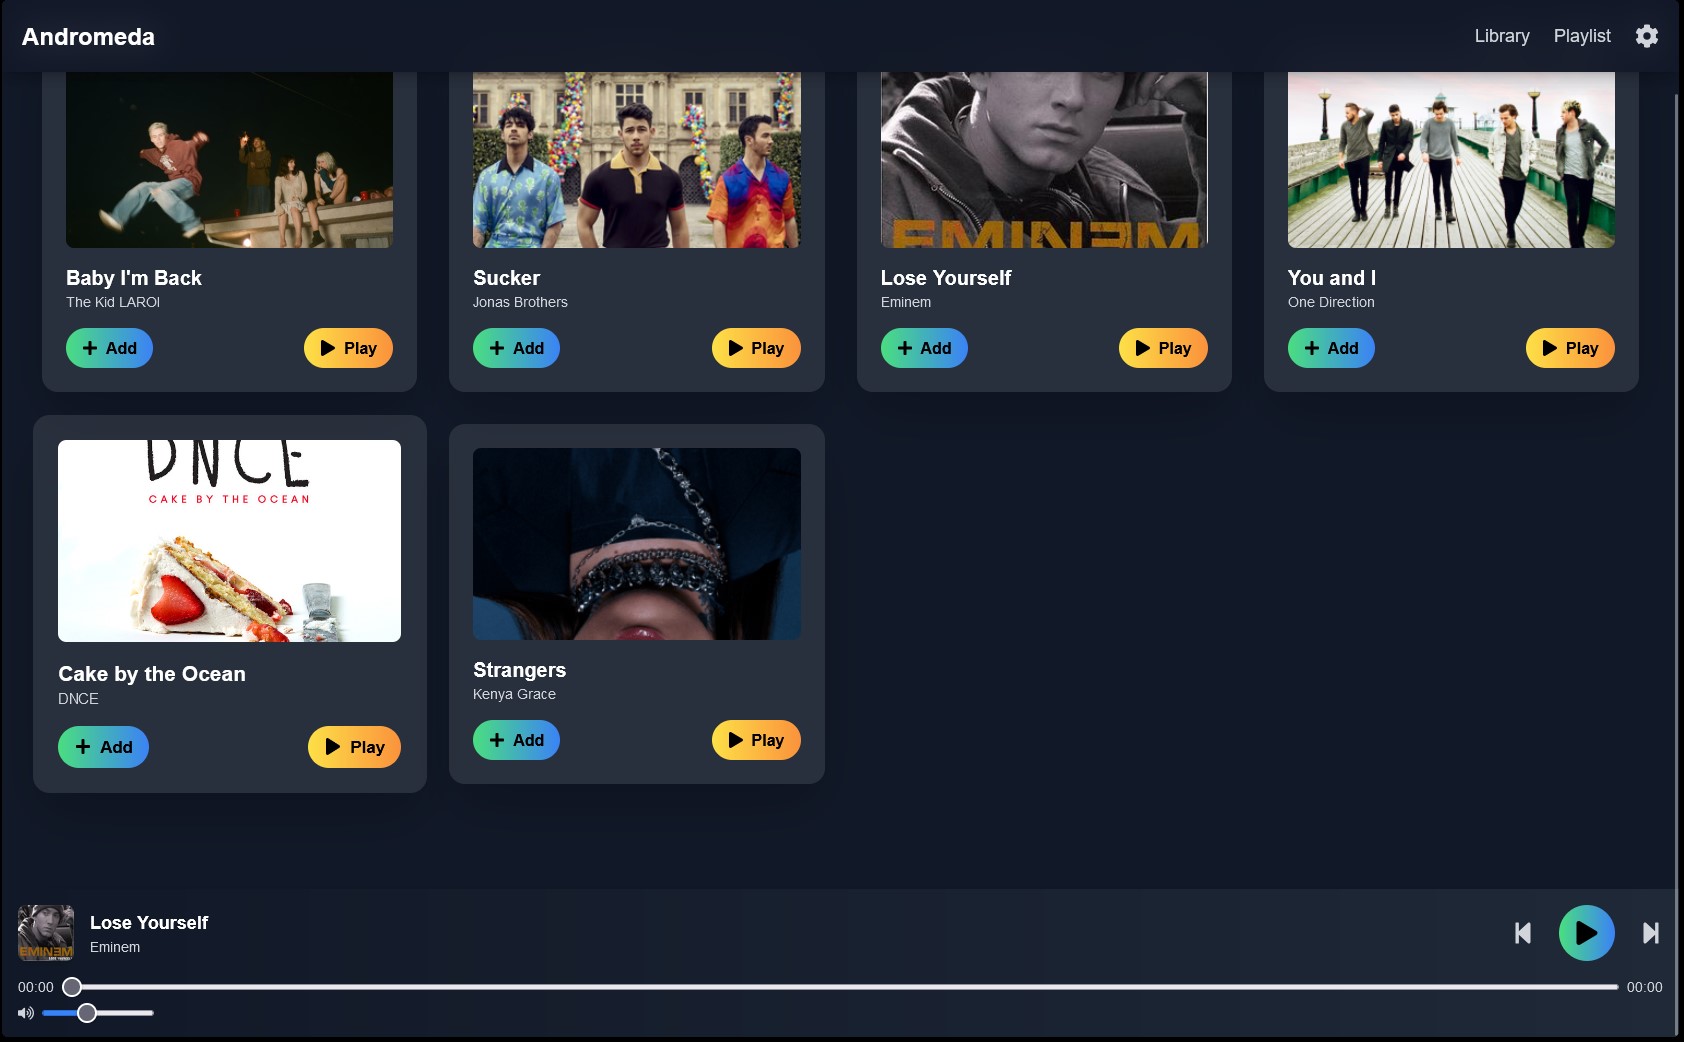 Andromeda
Library
Playlist
EMINEM
Baby I'm Back
The Kid LAROI
Add
Play
Sucker
Jonas Brothers
Add
Play
Lose Yourself
Eminem
Add
Play
You and I
One Direction
Add
Play
DNCE
CAKE BY THE OCEAN
Cake by the Ocean
DNCE
Add
Play
Strangers
Kenya Grace
Add
Play
EMINEM
Lose Yourself
Eminem
00:00
00:00